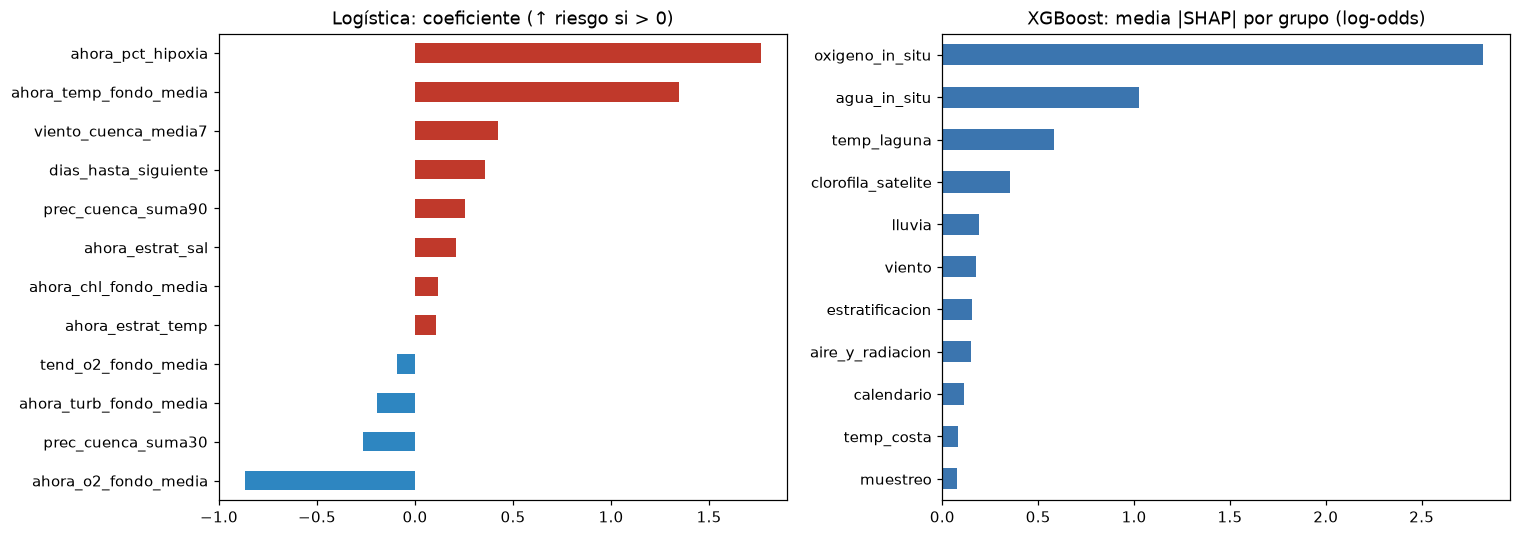 Logística: coeficiente (↑ riesgo si > 0)
ahora_pct_hipoxia
ahora_temp_fondo_media
viento_cuenca_media7
dias_hasta_siguiente
prec_cuenca_suma90
ahora_estrat_sal
ahora_chl_fondo_media
ahora_estrat_temp
tend_o2_fondo_media
ahora_turb_fondo_media
prec_cuenca_suma30
ahora_o2_fondo_media
−1.0 −0.5 0.0 0.5 1.0 1.5
XGBoost: media |SHAP| por grupo (log-odds)
oxigeno_in_situ
agua_in_situ
temp_laguna
clorofila_satelite
lluvia
viento
estratificacion
aire_y_radiacion
calendario
temp_costa
muestreo
0.0 0.5 1.0 1.5 2.0 2.5